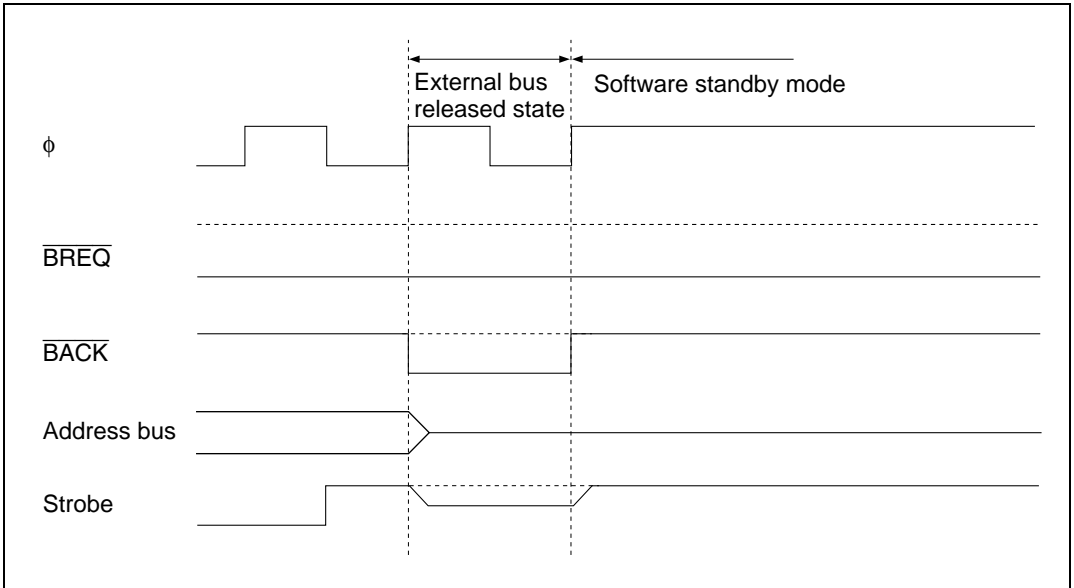 External bus
released state
Software standby mode
φ
BREQ
BACK
Address bus
Strobe